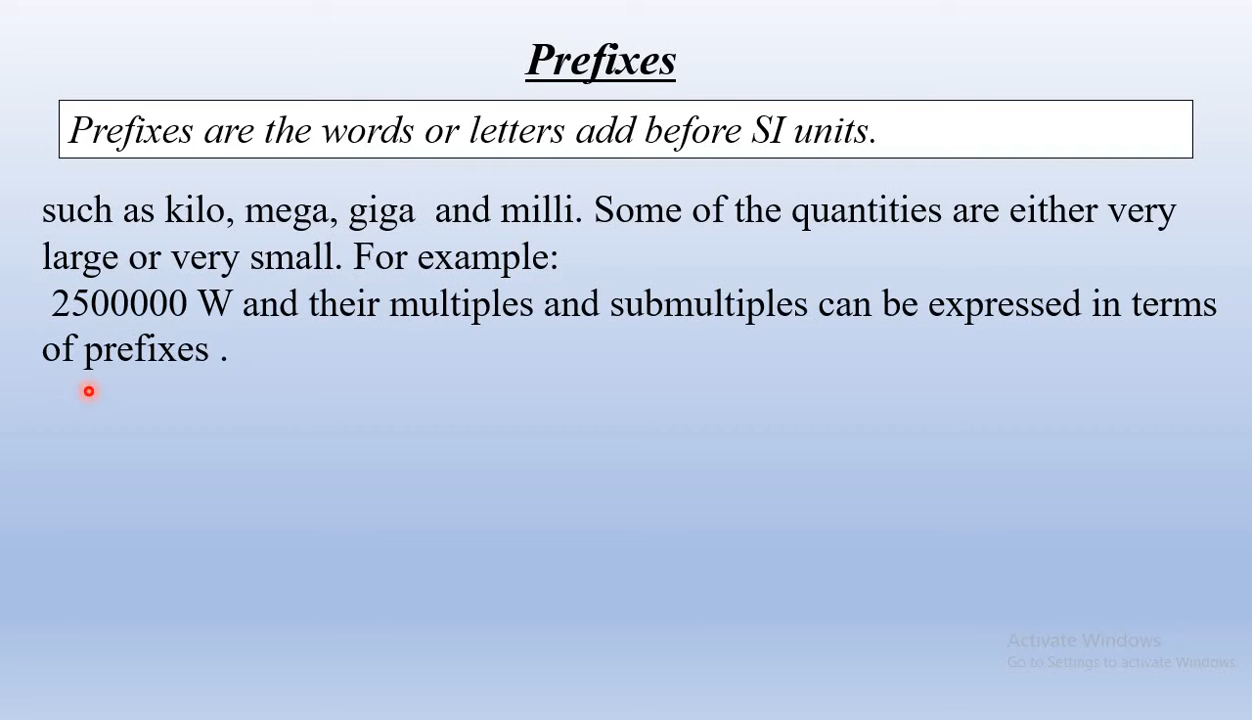 Prefixes
Prefixes are the words or letters add before SI units.
such as kilo, mega, giga and milli. Some of the quantities are either very
large or very small. For example:
2500000 W and their multiples and submultiples can be expressed in terms
of prefixes .
Activate Windows
Go to Settings to activate Windows.